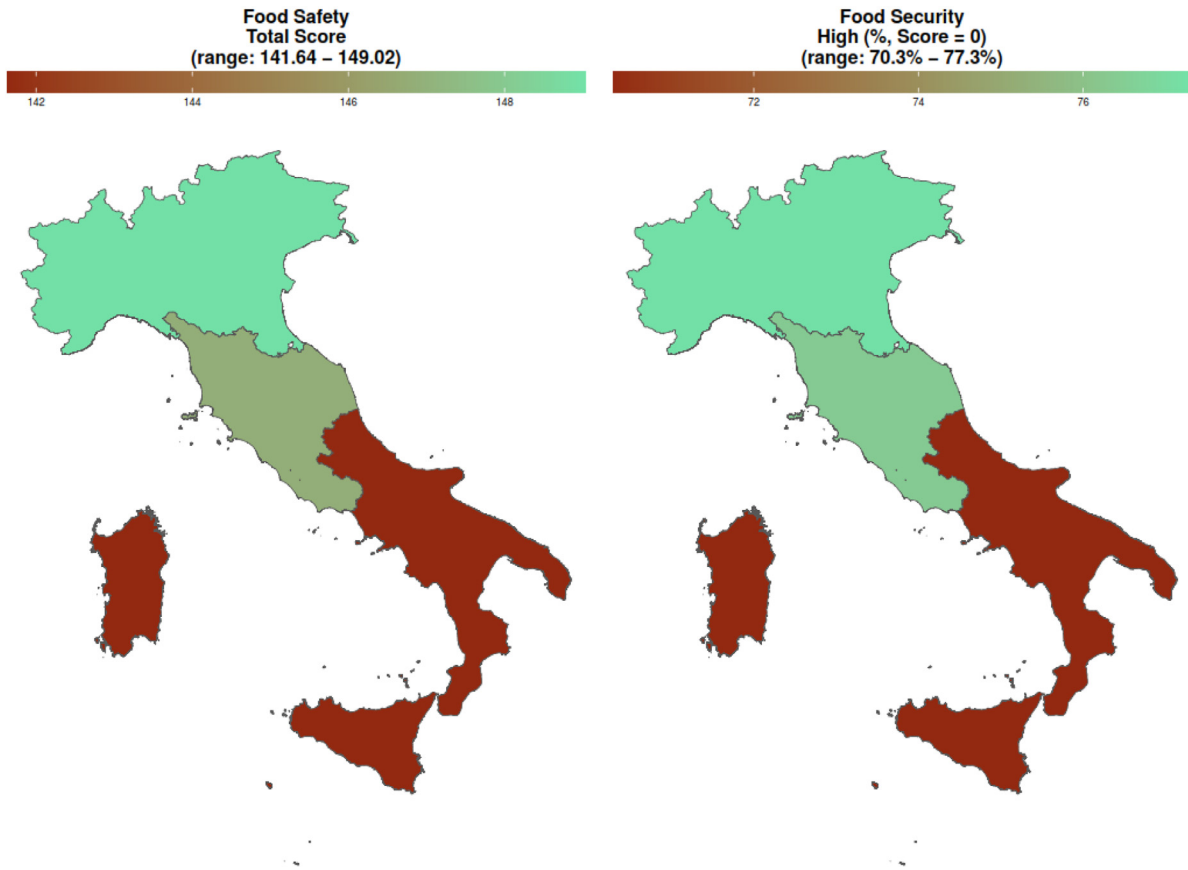 Food Safety
Total Score
(range: 141.64 – 149.02)
142 144 146 148
Food Security
High (%, Score = 0)
(range: 70.3% – 77.3%)
72 74 76